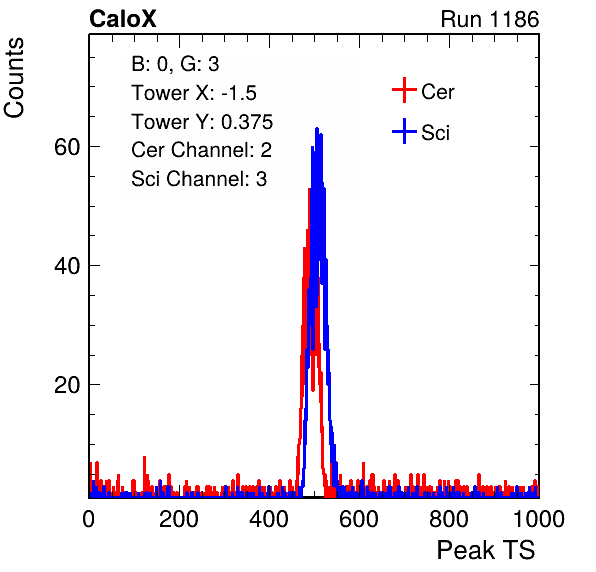 CaloX Run 1186
Counts
B: 0, G: 3
Tower X: -1.5
Tower Y: 0.375
Cer Channel: 2
Sci Channel: 3
Cer
Sci
60
40
20
0 200 400 600 800 1000
Peak TS